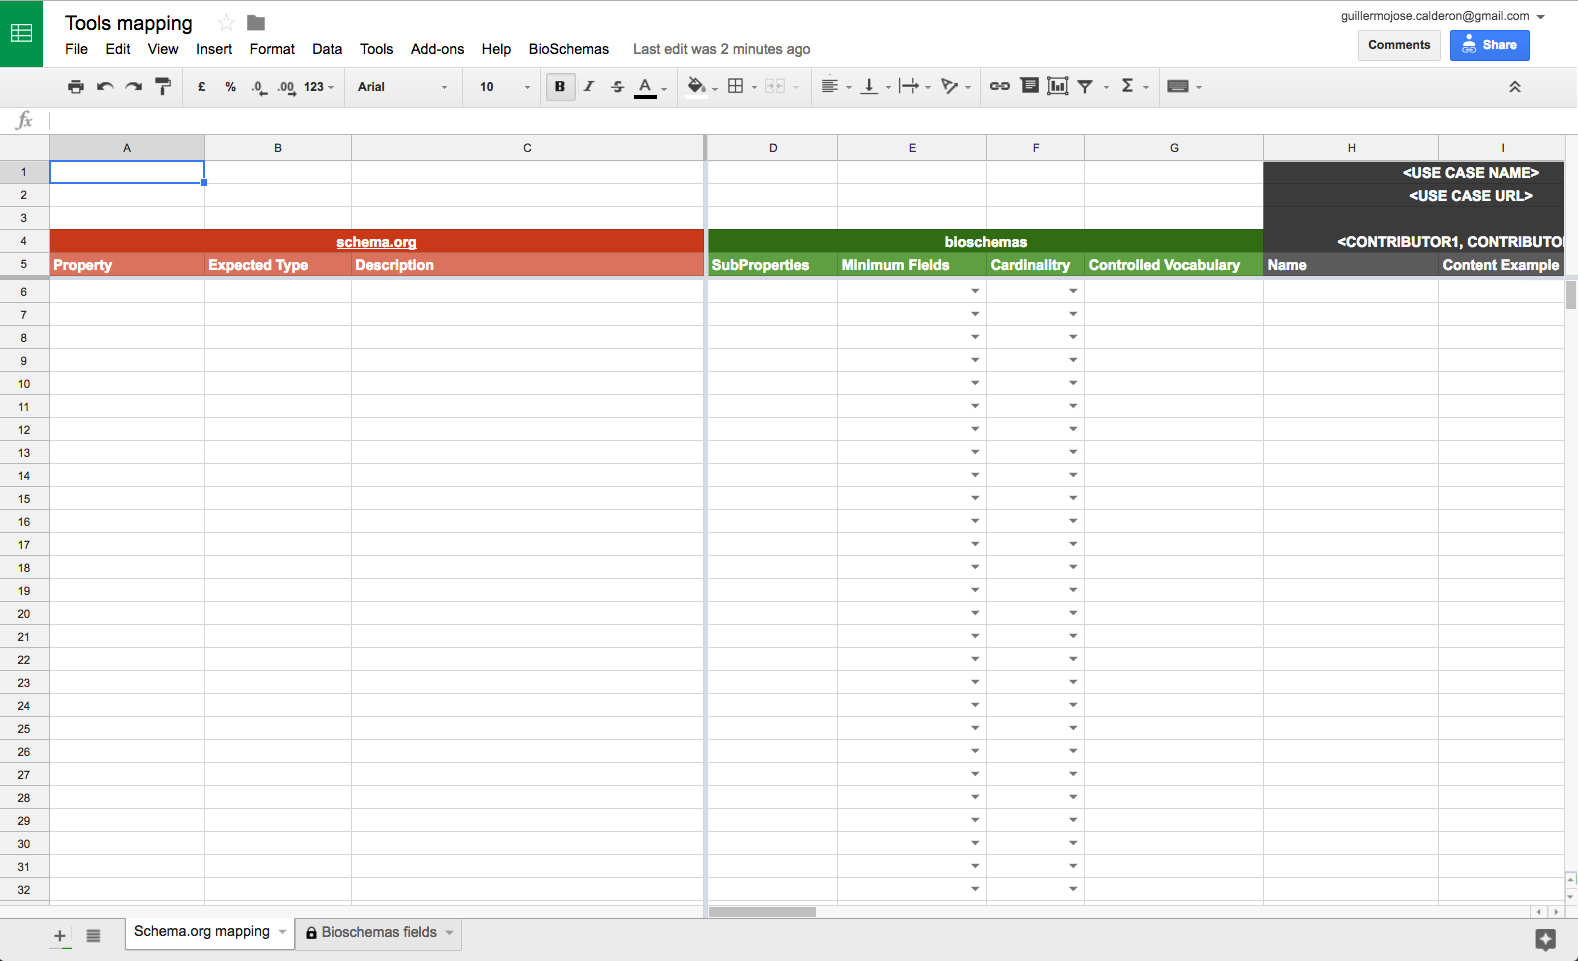 Tools mapping
guillermojose.calderon@gmail.com
File Edit View Insert Format Data Tools Add-ons Help BioSchemas Last edit was 2 minutes ago
Comments Share
£ % .0 .00 123 Arial 10 B I S A Σ
fx
A B C D E F G H I
1 <USE CASE NAME>
2 <USE CASE URL>
3
4 schema.org bioschemas <CONTRIBUTOR1, CONTRIBUTO
5 Property Expected Type Description SubProperties Minimum Fields Cardinalitry Controlled Vocabulary Name Content Example
6
7
8
9
10
11
12
13
14
15
16
17
18
19
20
21
22
23
24
25
26
27
28
29
30
31
32
Schema.org mapping Bioschemas fields